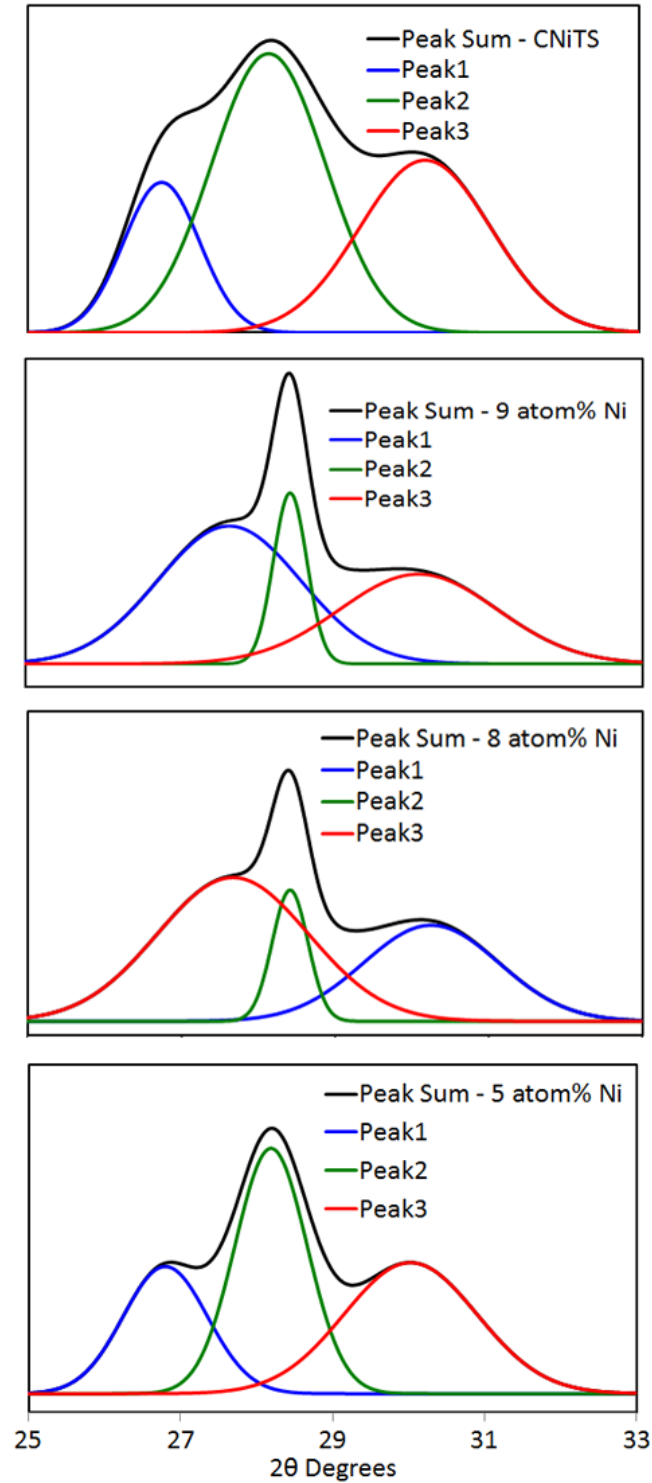 Peak Sum - CNiTS
Peak1
Peak2
Peak3
Peak Sum - 9 atom% Ni
Peak1
Peak2
Peak3
Peak Sum - 8 atom% Ni
Peak1
Peak2
Peak3
Peak Sum - 5 atom% Ni
Peak1
Peak2
Peak3
25 27 29 31 33
2θ Degrees